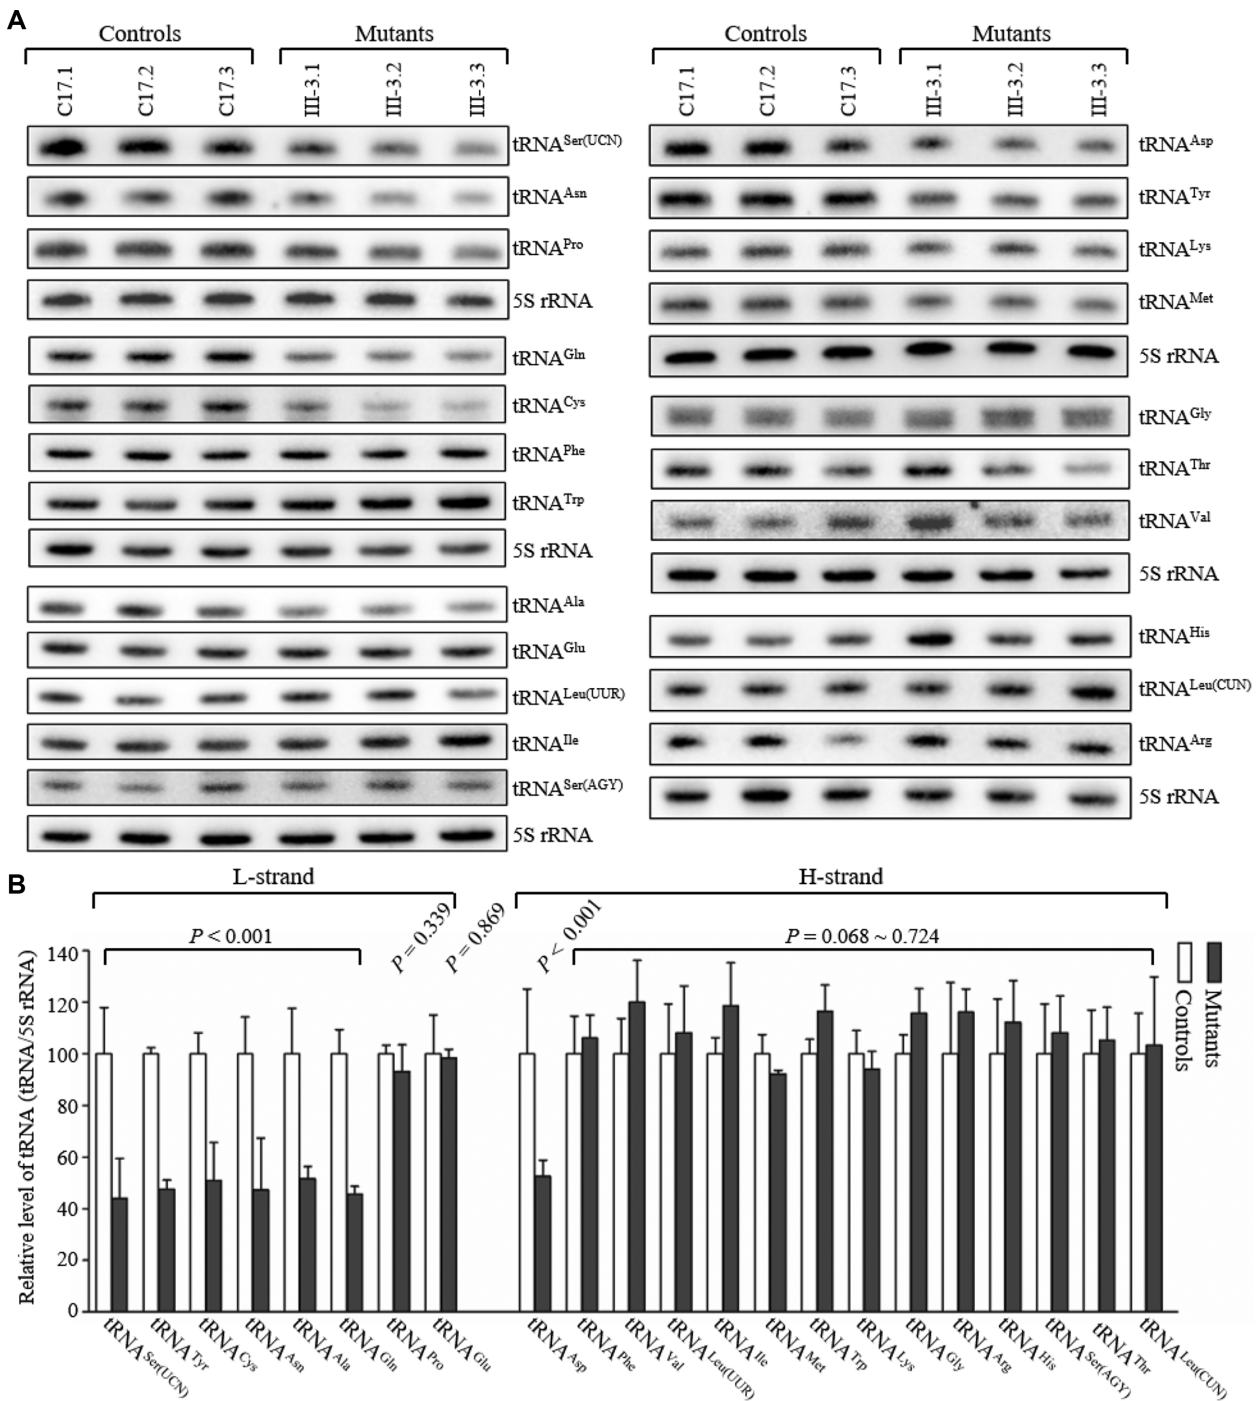 A
Controls Mutants
C17.1 C17.2 C17.3 III-3.1 III-3.2 III-3.3
tRNASer(UCN)
tRNAAsn
tRNAPro
5S rRNA
tRNAGln
tRNACys
tRNAPhe
tRNATrp
5S rRNA
tRNAAla
tRNAGlu
tRNALeu(UUR)
tRNAIle
tRNASer(AGY)
5S rRNA
Controls Mutants
C17.1 C17.2 C17.3 III-3.1 III-3.2 III-3.3
tRNAAsp
tRNATyr
tRNALys
tRNAMet
5S rRNA
tRNAGly
tRNAThr
tRNAVal
5S rRNA
tRNAHis
tRNALeu(CUN)
tRNAArg
5S rRNA
B
L-strand H-strand
P < 0.001 P = 0.339 P = 0.869 P < 0.001 P = 0.068 ~ 0.724
Relative level of tRNA (tRNA/5S rRNA)
140
120
100
80
60
40
20
0
Controls
Mutants
tRNASer(UCN) tRNATyr tRNACys tRNAAsn tRNAAla tRNAGln tRNAPro tRNAGlu tRNAAsp tRNAPhe tRNAVal tRNALeu(UUR) tRNAIle tRNAMet tRNATrp tRNALys tRNAGly tRNAArg tRNAHis tRNASer(AGY) tRNAThr tRNALeu(CUN)